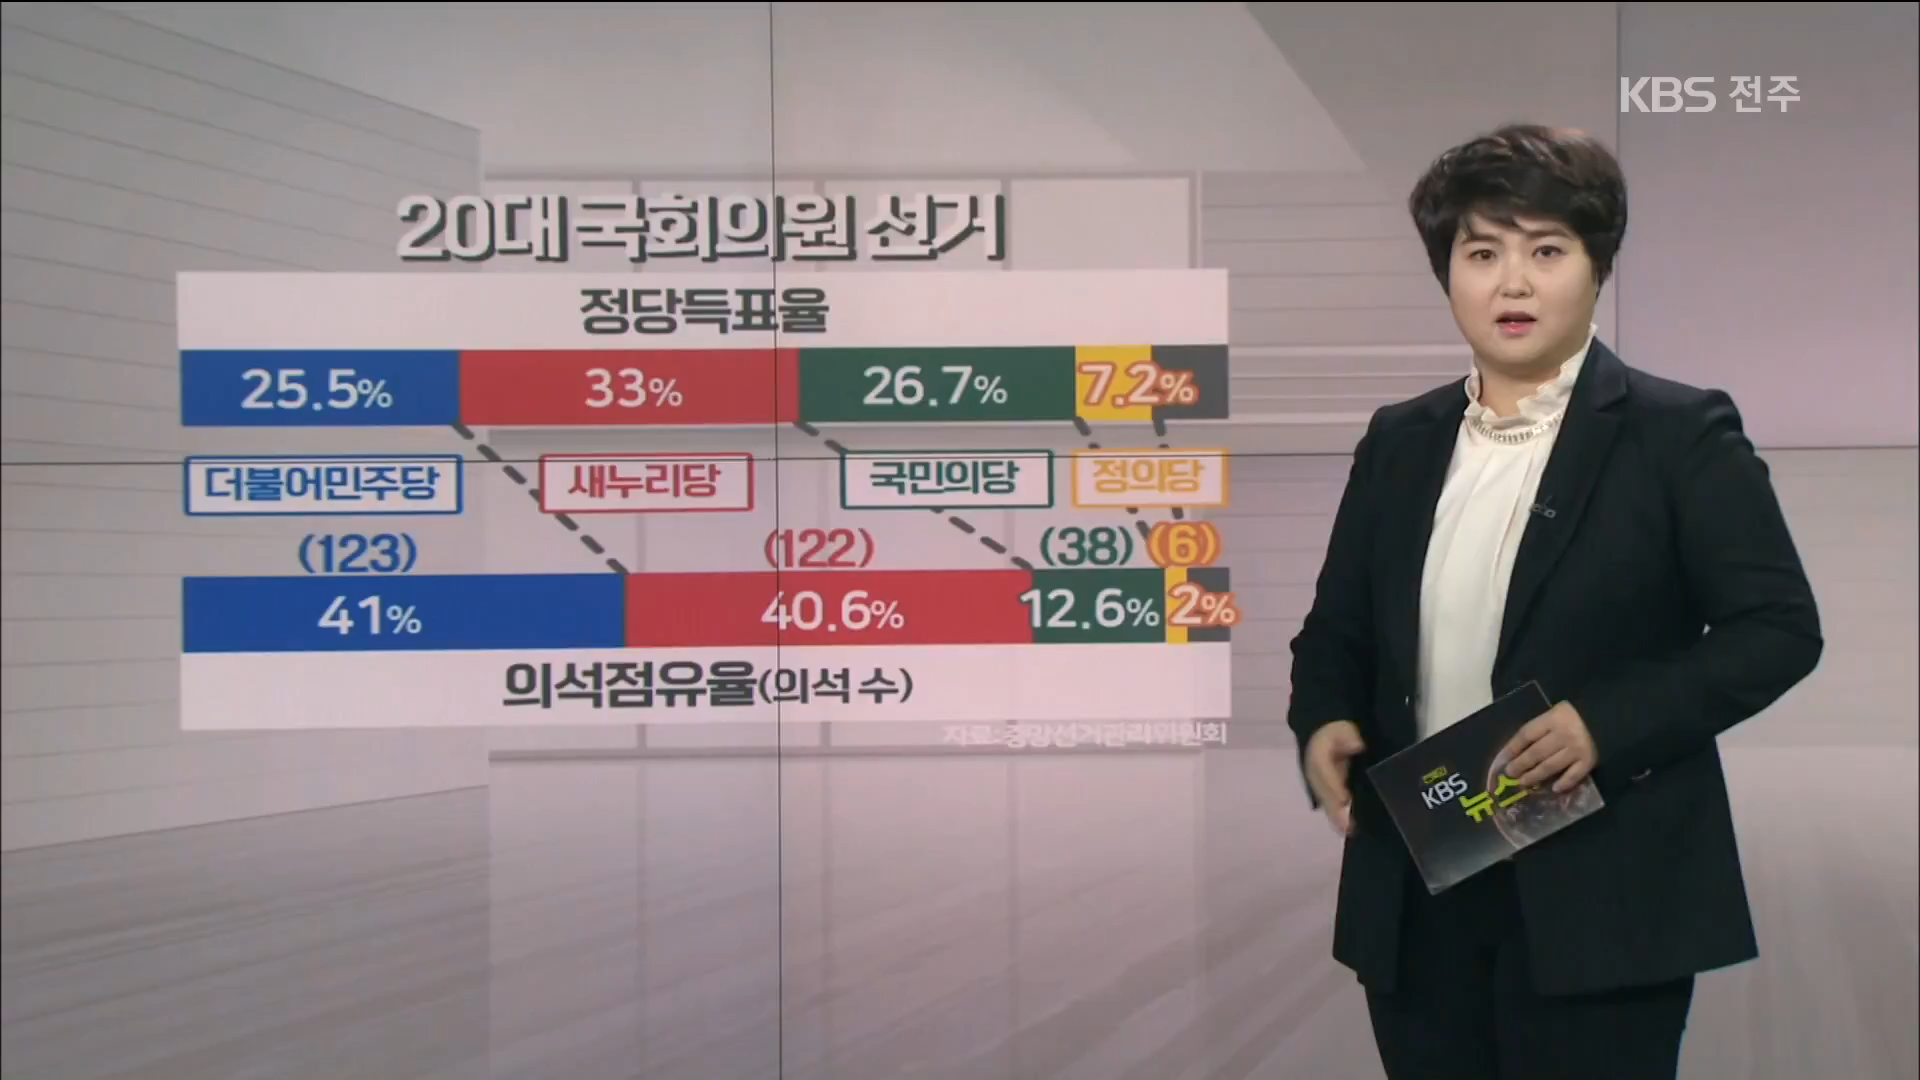 KBS 전주
20대 국회의원 선거
정당득표율
25.5% 33% 26.7% 7.2%
더불어민주당 새누리당 국민의당 정의당
(123) (122) (38) (6)
41% 40.6% 12.6% 2%
의석점유율(의석 수)
자료:중앙선거관리위원회
KBS
뉴스